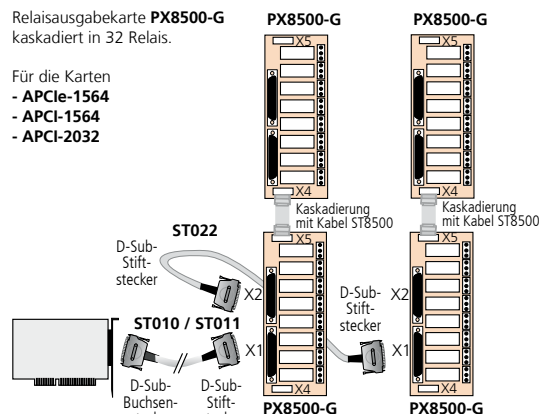 Relaisausgabekarte PX8500-G
kaskadiert in 32 Relais.
Für die Karten
- APCIe-1564
- APCI-1564
- APCI-2032
PX8500-G
PX8500-G
X5
X5
X4
X4
Kaskadierung
mit Kabel ST8500
Kaskadierung
mit Kabel ST8500
X5
X5
ST022
D-Sub-
Stift-
stecker
X2
D-Sub-
Stift-
stecker
X2
ST010 / ST011
X1
X1
D-Sub-
Buchsen-
D-Sub-
Stift-
X4
X4
PX8500-G
PX8500-G